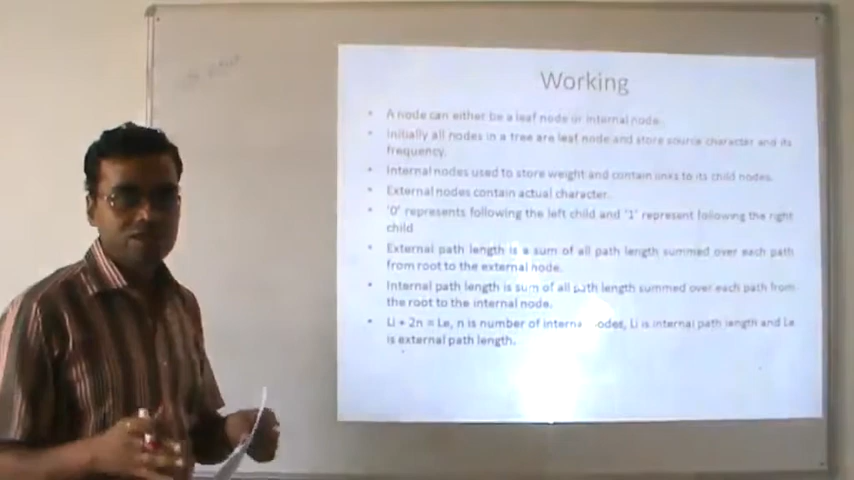 Working
• A node can either be a leaf node or internal node.
• Initially all nodes in a tree are leaf node and store source character and its
frequency.
• Internal nodes used to store weight and contain links to its child nodes.
• External nodes contain actual character.
• '0' represents following the left child and '1' represent following the right
child
• External path length is a sum of all path length summed over each path
from root to the external node.
• Internal path length is sum of all path length summed over each path from
the root to the internal node.
• Li + 2n = Le, n is number of interna odes, Li is internal path length and Le
is external path length.